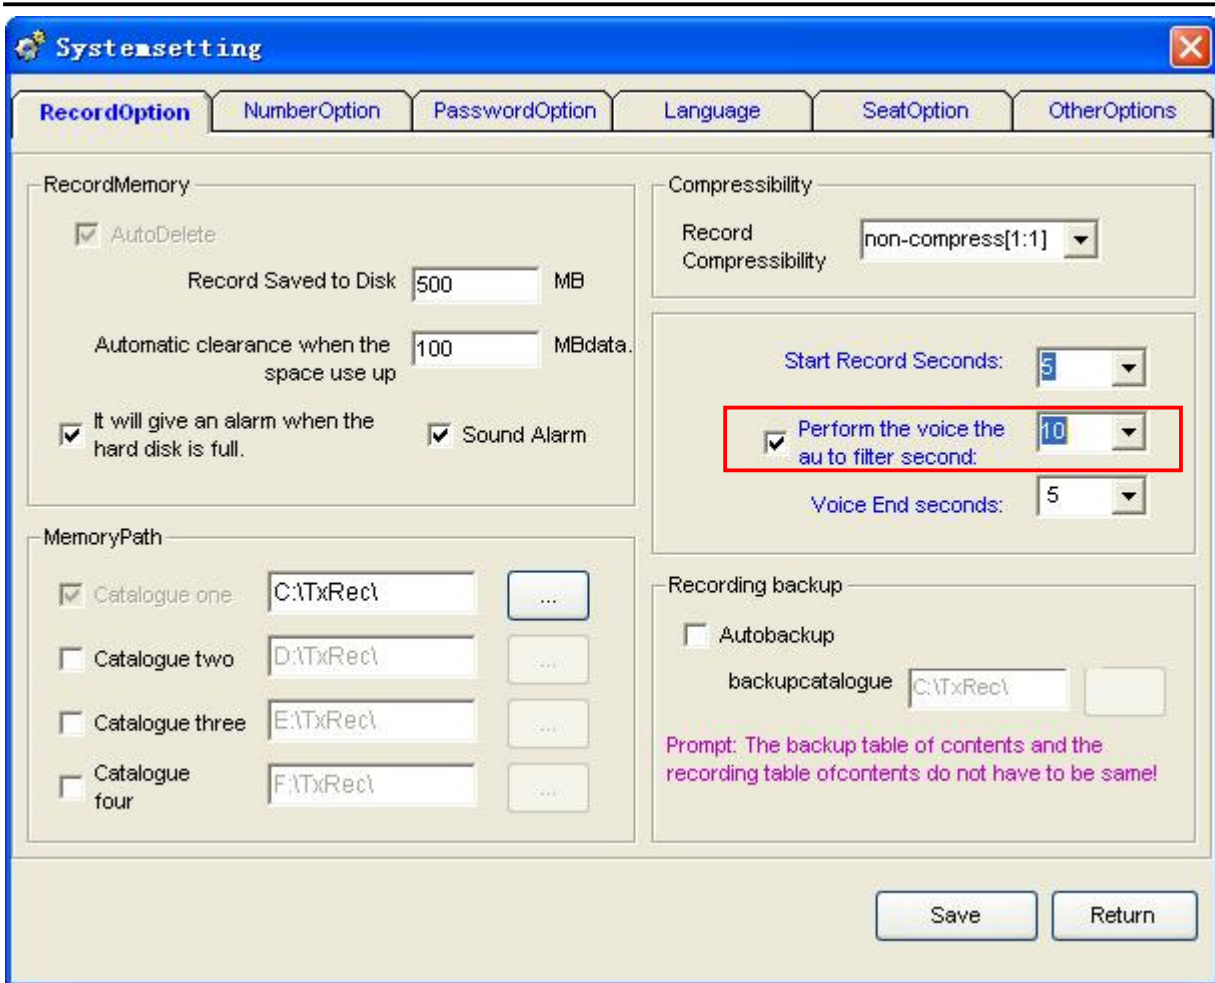 Systemsetting
RecordOption NumberOption PasswordOption Language SeatOption OtherOptions
RecordMemory
AutoDelete
Record Saved to Disk 500 MB
Automatic clearance when the 100 MBdata.
space use up
It will give an alarm when the
hard disk is full.
Sound Alarm
MemoryPath
Catalogue one C:\TxRec\ ...
Catalogue two D:\TxRec\ ...
Catalogue three E:\TxRec\ ...
Catalogue
four
F:\TxRec\ ...
Compressibility
Record
Compressibility
non-compress[1:1]
Start Record Seconds: 5
Perform the voice the
au to filter second:
10
Voice End seconds: 5
Recording backup
Autobackup
backupcatalogue C:\TxRec\
Prompt: The backup table of contents and the
recording table ofcontents do not have to be same!
Save Return